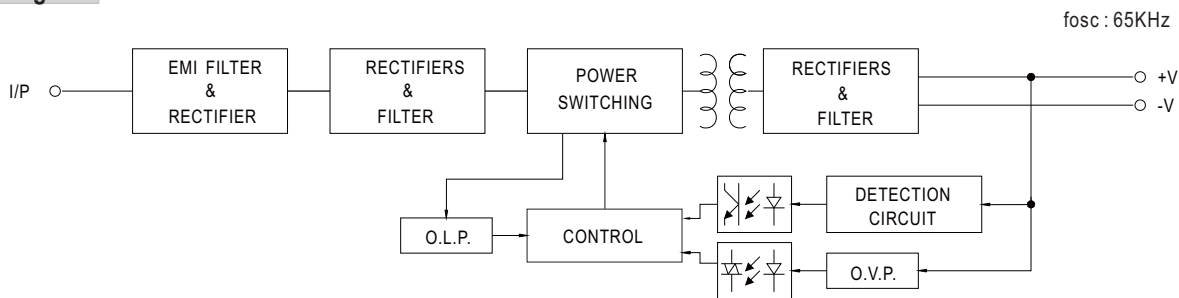 fosc : 65KHz
I/P
EMI FILTER
&
RECTIFIER
RECTIFIERS
&
FILTER
POWER
SWITCHING
RECTIFIERS
&
FILTER
+V
-V
O.L.P.
CONTROL
DETECTION
CIRCUIT
O.V.P.